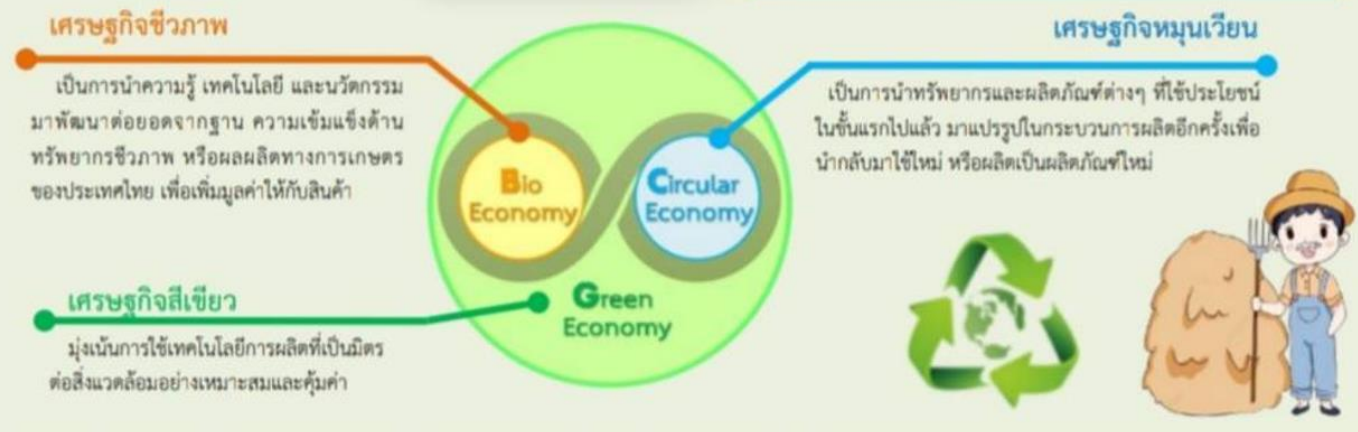 เศรษฐกิจชีวภาพ
เป็นการนำความรู้ เทคโนโลยี และนวัตกรรม
มาพัฒนาต่อยอดจากฐาน ความเข้มแข็งด้าน
ทรัพยากรชีวภาพ หรือผลผลิตทางการเกษตร
ของประเทศไทย เพื่อเพิ่มมูลค่าให้กับสินค้า
เศรษฐกิจหมุนเวียน
เป็นการนำทรัพยากรและผลิตภัณฑ์ต่างๆ ที่ใช้ประโยชน์
ในขั้นแรกไปแล้ว มาแปรรูปในกระบวนการผลิตอีกครั้งเพื่อ
นำกลับมาใช้ใหม่ หรือผลิตเป็นผลิตภัณฑ์ใหม่
Bio
Economy
Circular
Economy
Green
Economy
เศรษฐกิจสีเขียว
มุ่งเน้นการใช้เทคโนโลยีการผลิตที่เป็นมิตร
ต่อสิ่งแวดล้อมอย่างเหมาะสมและคุ้มค่า